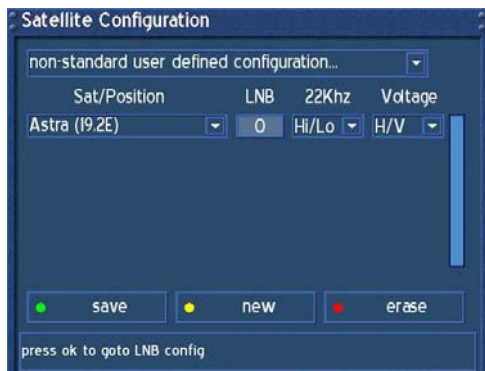 Satellite Configuration
non-standard user defined configuration...
Sat/Position LNB 22Khz Voltage
Astra (19.2E) 0 Hi/Lo H/V
save new erase
press ok to goto LNB config